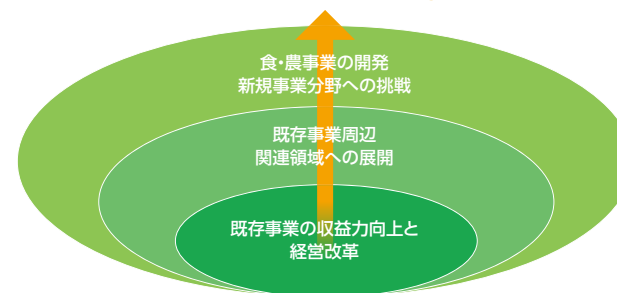 食・農事業の開発
新規事業分野への挑戦
既存事業周辺
関連領域への展開
既存事業の収益力向上と
経営改革